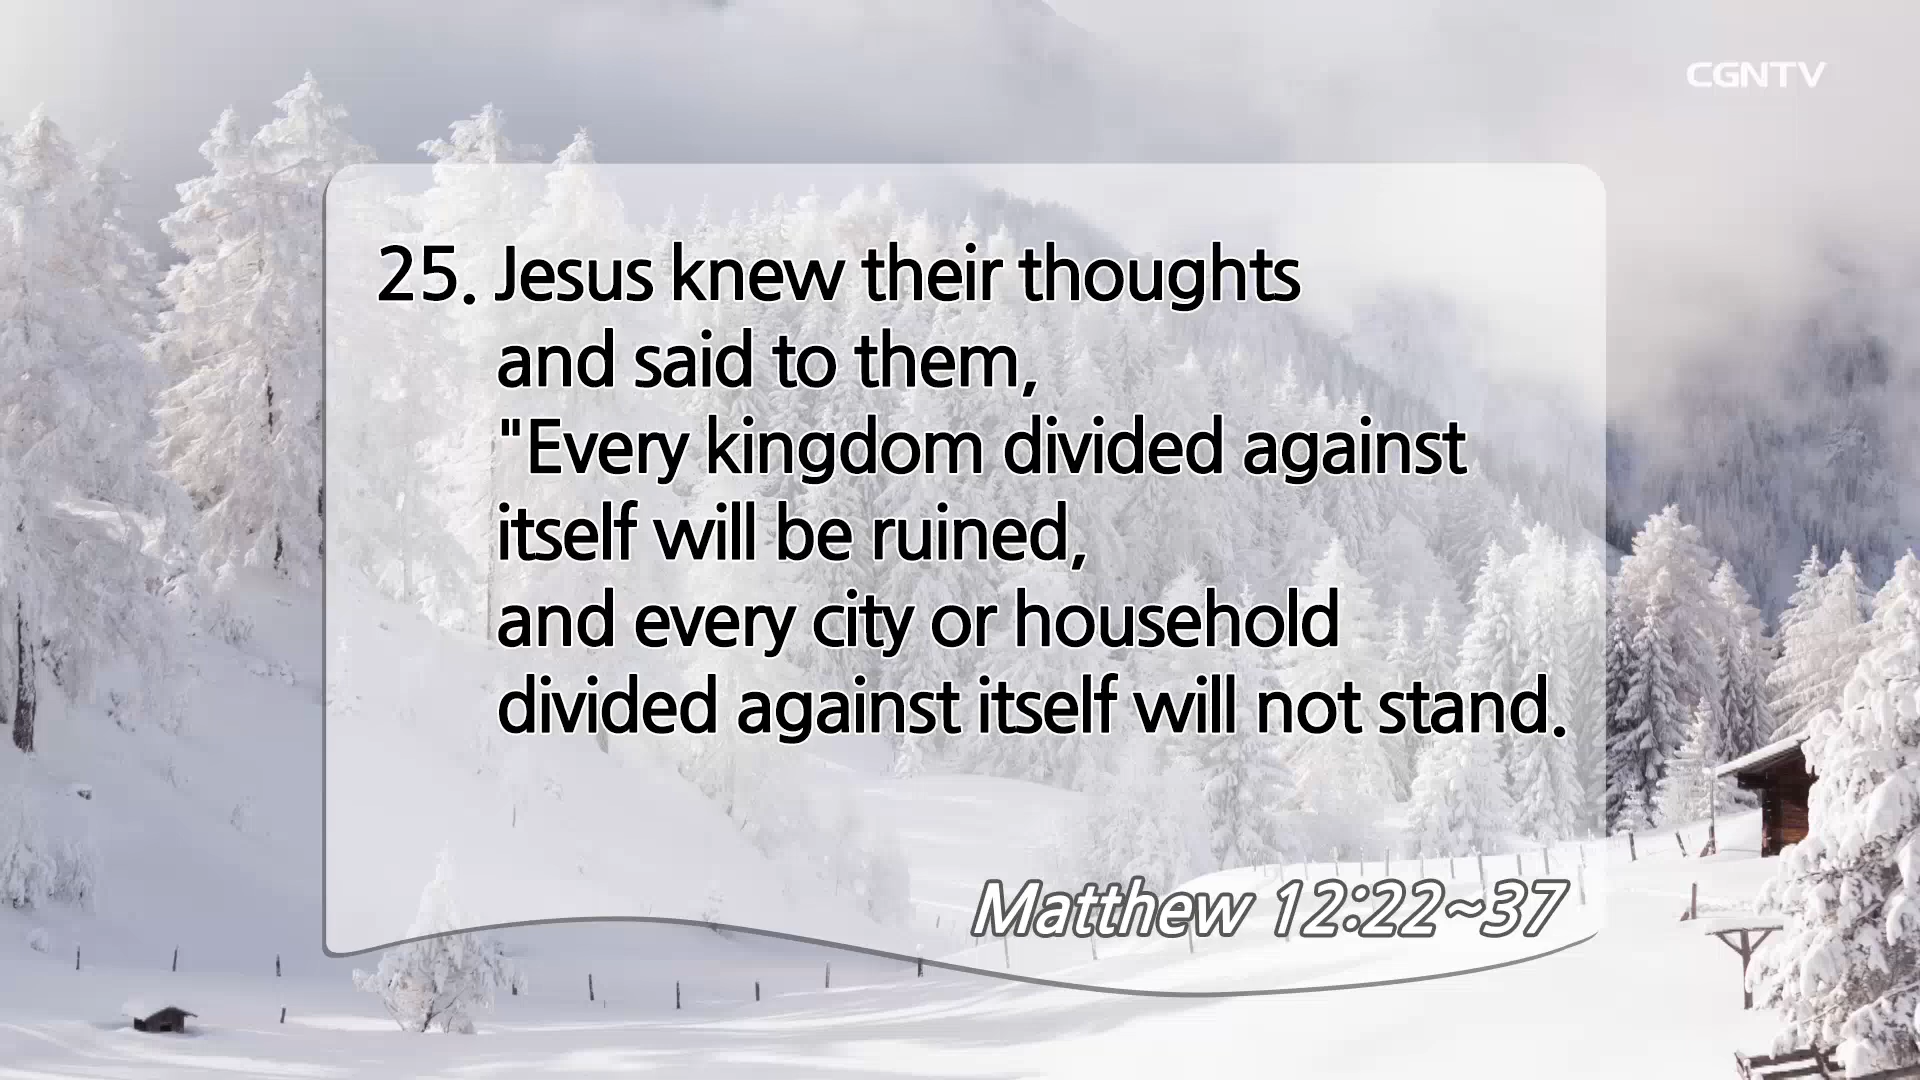 CGNTV
25. Jesus knew their thoughts
and said to them,
"Every kingdom divided against
itself will be ruined,
and every city or household
divided against itself will not stand.
Matthew 12:22~37